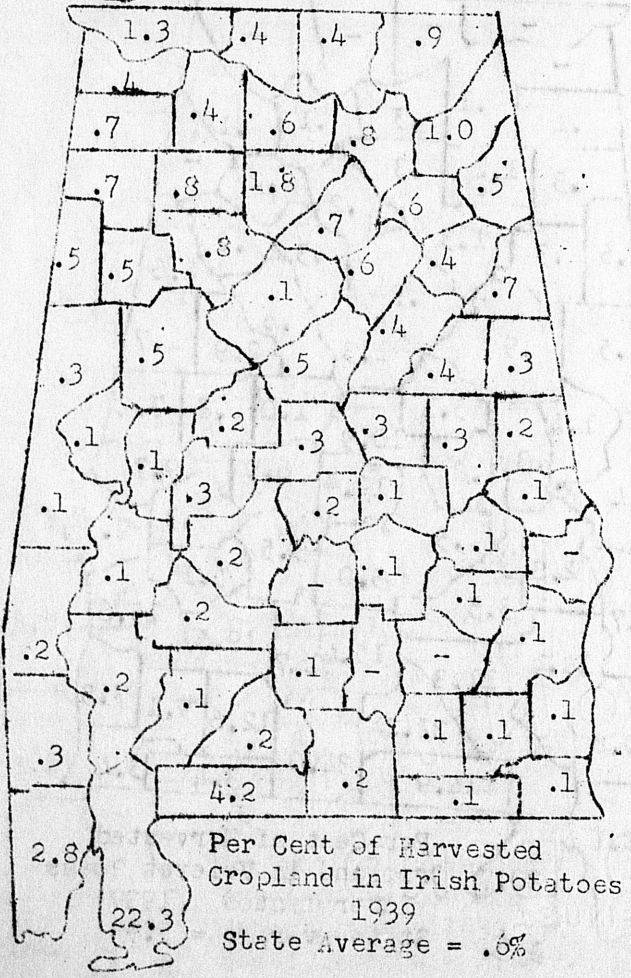 1.3 .4 .4 .9
.4
.7 .4 .6 .8 1.0
.7 .8 1.8 .5
.7 .6
.5 .5 .8 .6 .4
.1 .7
.4
.3 .5 .5 .4 .3
.1 .2 .3 .3 .3 .2
.1
.1 .3 .2 .1 .1
.1 -
.1 .2 - .1 .1
.2 .1
.2 .2 .1 - -
.1 .1
.2 .1 .1
.3 4.2 .2 .1 .1
2.8
Per Cent of Harvested
Cropland in Irish Potatoes
1939
22.3
State Average = .6%